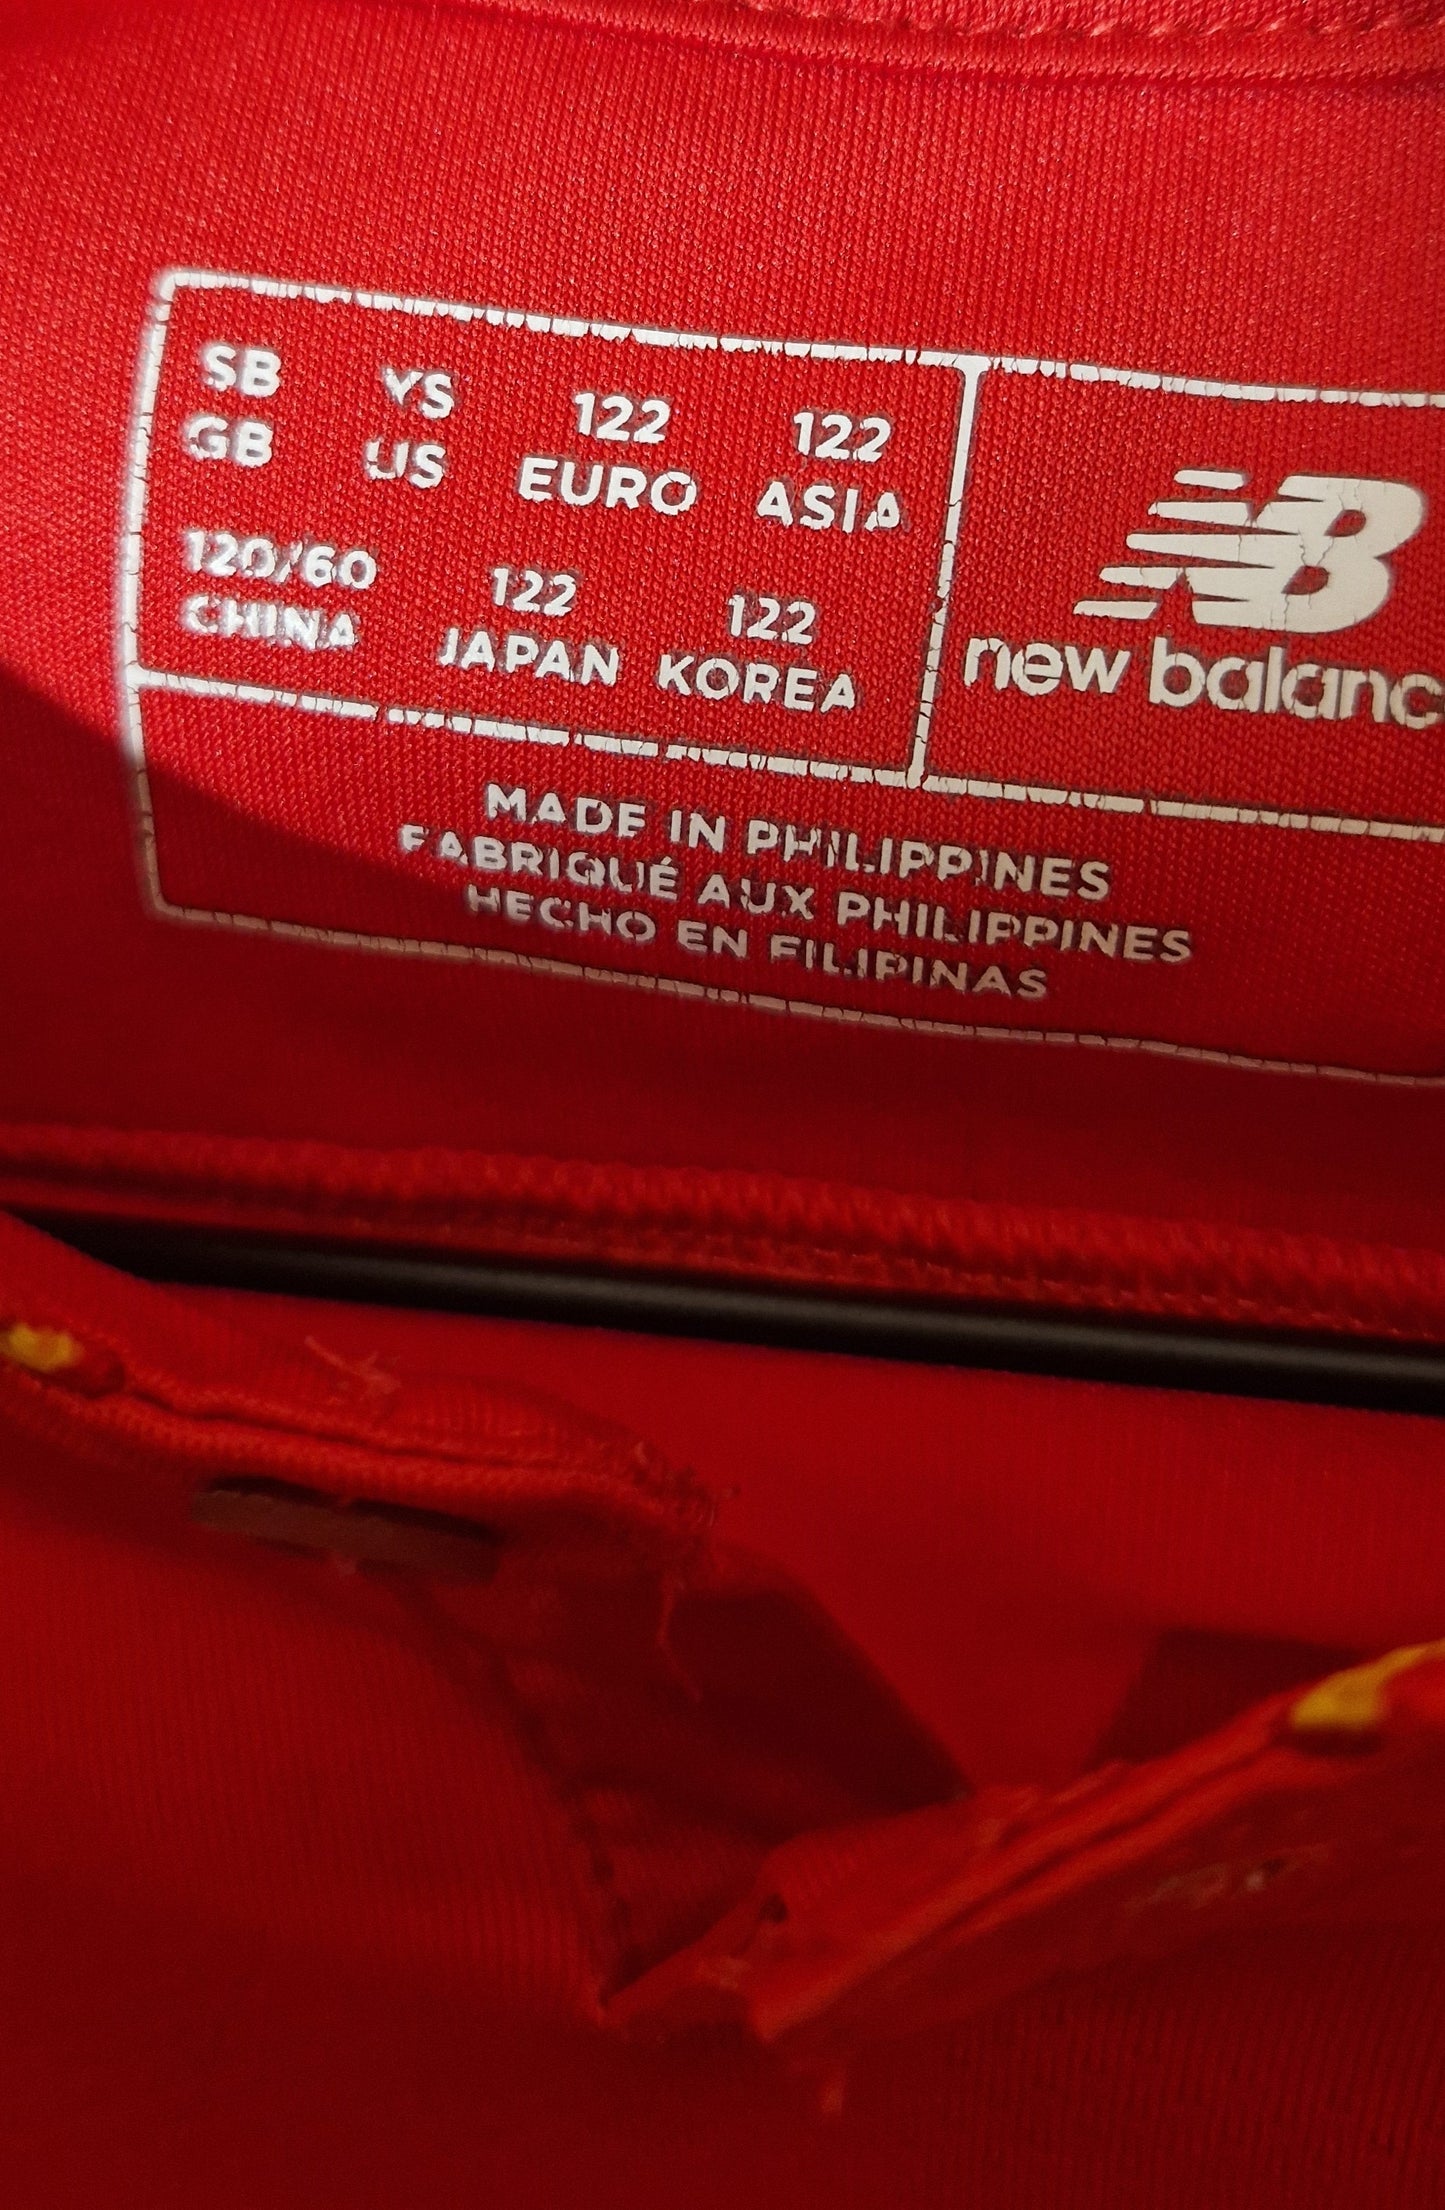 SB YS 122 122
GB US EURO ASIA
120/60 122 122
CHINA JAPAN KOREA
NB
new balanc
MADE IN PHILIPPINES
FABRIQUÉ AUX PHILIPPINES
HECHO EN FILIPINAS